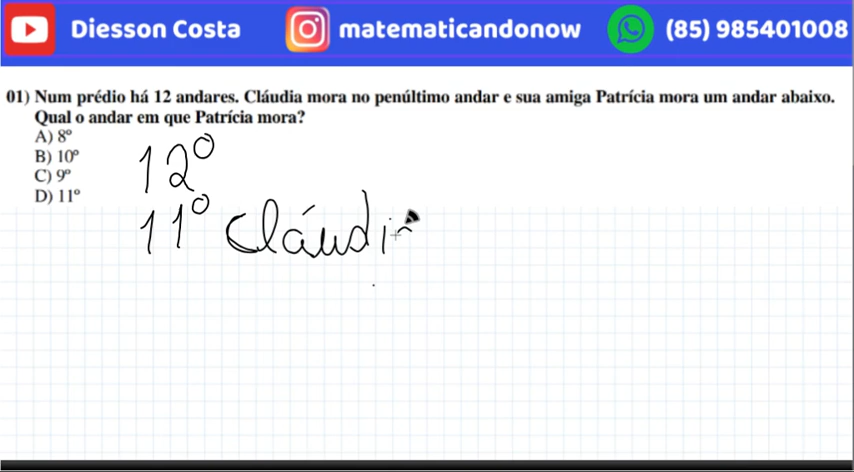 Diesson Costa matematicandonow (85) 985401008
01) Num prédio há 12 andares. Cláudia mora no penúltimo andar e sua amiga Patrícia mora um andar abaixo.
Qual o andar em que Patrícia mora?
A) 8º
B) 10º
C) 9º
D) 11º
12º
11º Cláudi